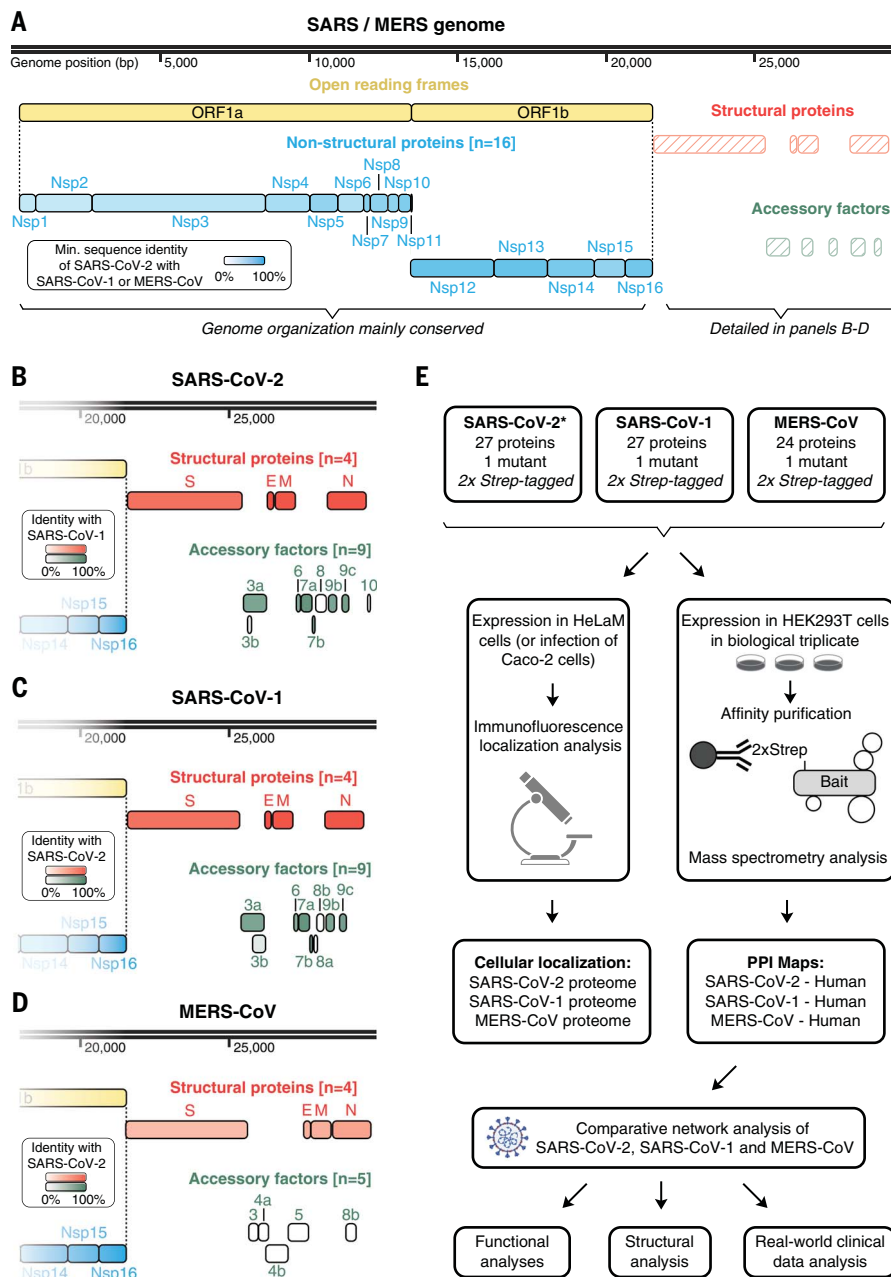 A
SARS / MERS genome
Genome position (bp)
5,000
10,000
15,000
20,000
25,000
Open reading frames
ORF1a
ORF1b
Structural proteins
Non-structural proteins [n=16]
Nsp8
Nsp2
Nsp4
Nsp6
Nsp10
Nsp1
Nsp3
Nsp5
Nsp9
Nsp7
Nsp11
Accessory factors
Min. sequence identity
of SARS-CoV-2 with
SARS-CoV-1 or MERS-CoV
0%
100%
Nsp13
Nsp15
Nsp12
Nsp14
Nsp16
Genome organization mainly conserved
Detailed in panels B-D
B
SARS-CoV-2
20,000
25,000
Structural proteins [n=4]
1b
S
E
M
N
Identity with
SARS-CoV-1
0%
100%
Accessory factors [n=9]
6
8
9c
3a
7a
9b
10
3b
7b
Nsp15
Nsp14
Nsp16
C
SARS-CoV-1
20,000
25,000
Structural proteins [n=4]
1b
S
E
M
N
Identity with
SARS-CoV-2
0%
100%
Accessory factors [n=9]
6
8b
9c
3a
7a
9b
3b
7b
8a
Nsp15
Nsp14
Nsp16
D
MERS-CoV
20,000
25,000
Structural proteins [n=4]
1b
S
E
M
N
Identity with
SARS-CoV-2
0%
100%
Accessory factors [n=5]
4a
3
5
8b
4b
Nsp15
Nsp14
Nsp16
E
SARS-CoV-2*
27 proteins
1 mutant
2x Strep-tagged
SARS-CoV-1
27 proteins
1 mutant
2x Strep-tagged
MERS-CoV
24 proteins
1 mutant
2x Strep-tagged
Expression in HeLaM
cells (or infection of
Caco-2 cells)
Immunofluorescence
localization analysis
Expression in HEK293T cells
in biological triplicate
Affinity purification
2xStrep
Bait
Mass spectrometry analysis
Cellular localization:
SARS-CoV-2 proteome
SARS-CoV-1 proteome
MERS-CoV proteome
PPI Maps:
SARS-CoV-2 - Human
SARS-CoV-1 - Human
MERS-CoV - Human
Comparative network analysis of
SARS-CoV-2, SARS-CoV-1 and MERS-CoV
Functional
analyses
Structural
analysis
Real-world clinical
data analysis